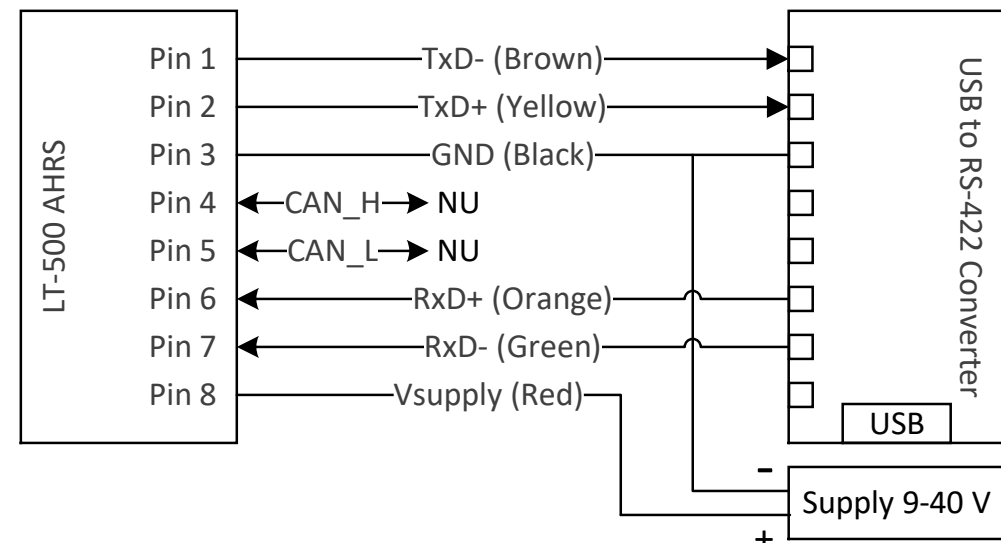 LT-500 AHRS
Pin 1 TxD- (Brown)
Pin 2 TxD+ (Yellow)
Pin 3 GND (Black)
Pin 4 CAN_H NU
Pin 5 CAN_L NU
Pin 6 RxD+ (Orange)
Pin 7 RxD- (Green)
Pin 8 Vsupply (Red)
USB to RS-422 Converter
USB
-
Supply 9-40 V
+